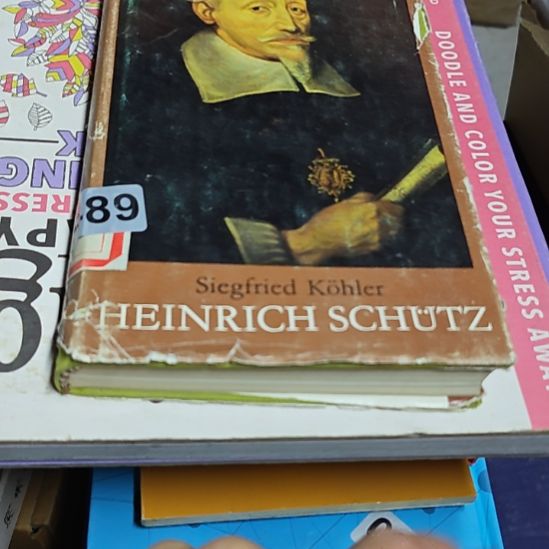 89
Siegfried Köhler
HEINRICH SCHÜTZ
DOODLE AND COLOR YOUR STRESS AWA